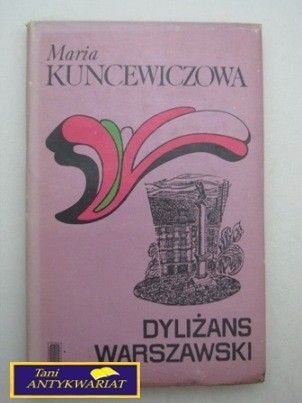 Maria
KUNCEWICZOWA
DYLIŻANS
WARSZAWSKI
Tani
ANTYKWARIAT